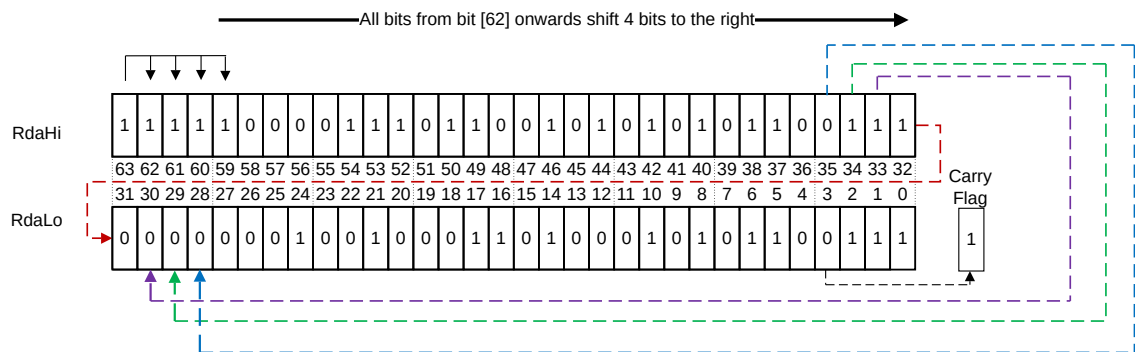 All bits from bit [62] onwards shift 4 bits to the right
RdaHi 1 1 1 1 1 0 0 0 0 1 1 1 0 1 1 0 0 1 0 1 0 1 0 1 0 1 1 0 0 1 1 1
63 62 61 60 59 58 57 56 55 54 53 52 51 50 49 48 47 46 45 44 43 42 41 40 39 38 37 36 35 34 33 32
31 30 29 28 27 26 25 24 23 22 21 20 19 18 17 16 15 14 13 12 11 10 9 8 7 6 5 4 3 2 1 0
Carry
Flag
RdaLo 0 0 0 0 0 0 0 1 0 0 1 0 0 0 1 1 0 1 0 0 0 1 0 1 0 1 1 0 0 1 1 1
1